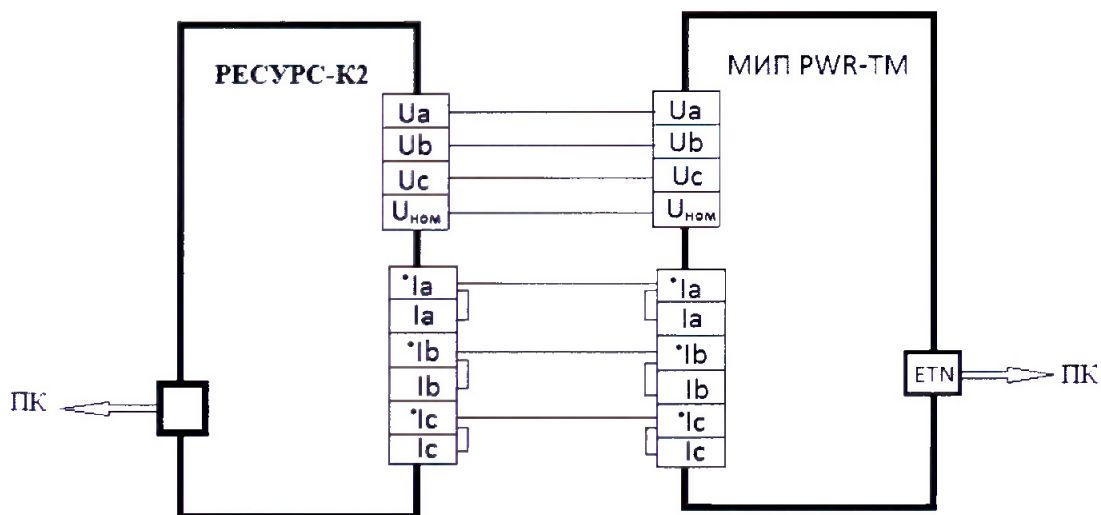 РЕСУРС-К2
Ua
Ub
Uc
Uном
*Ia
Ia
*Ib
Ib
*Ic
Ic
ПК
МИП PWR-TM
Ua
Ub
Uc
Uном
*Ia
Ia
*Ib
Ib
*Ic
Ic
ETN
ПК